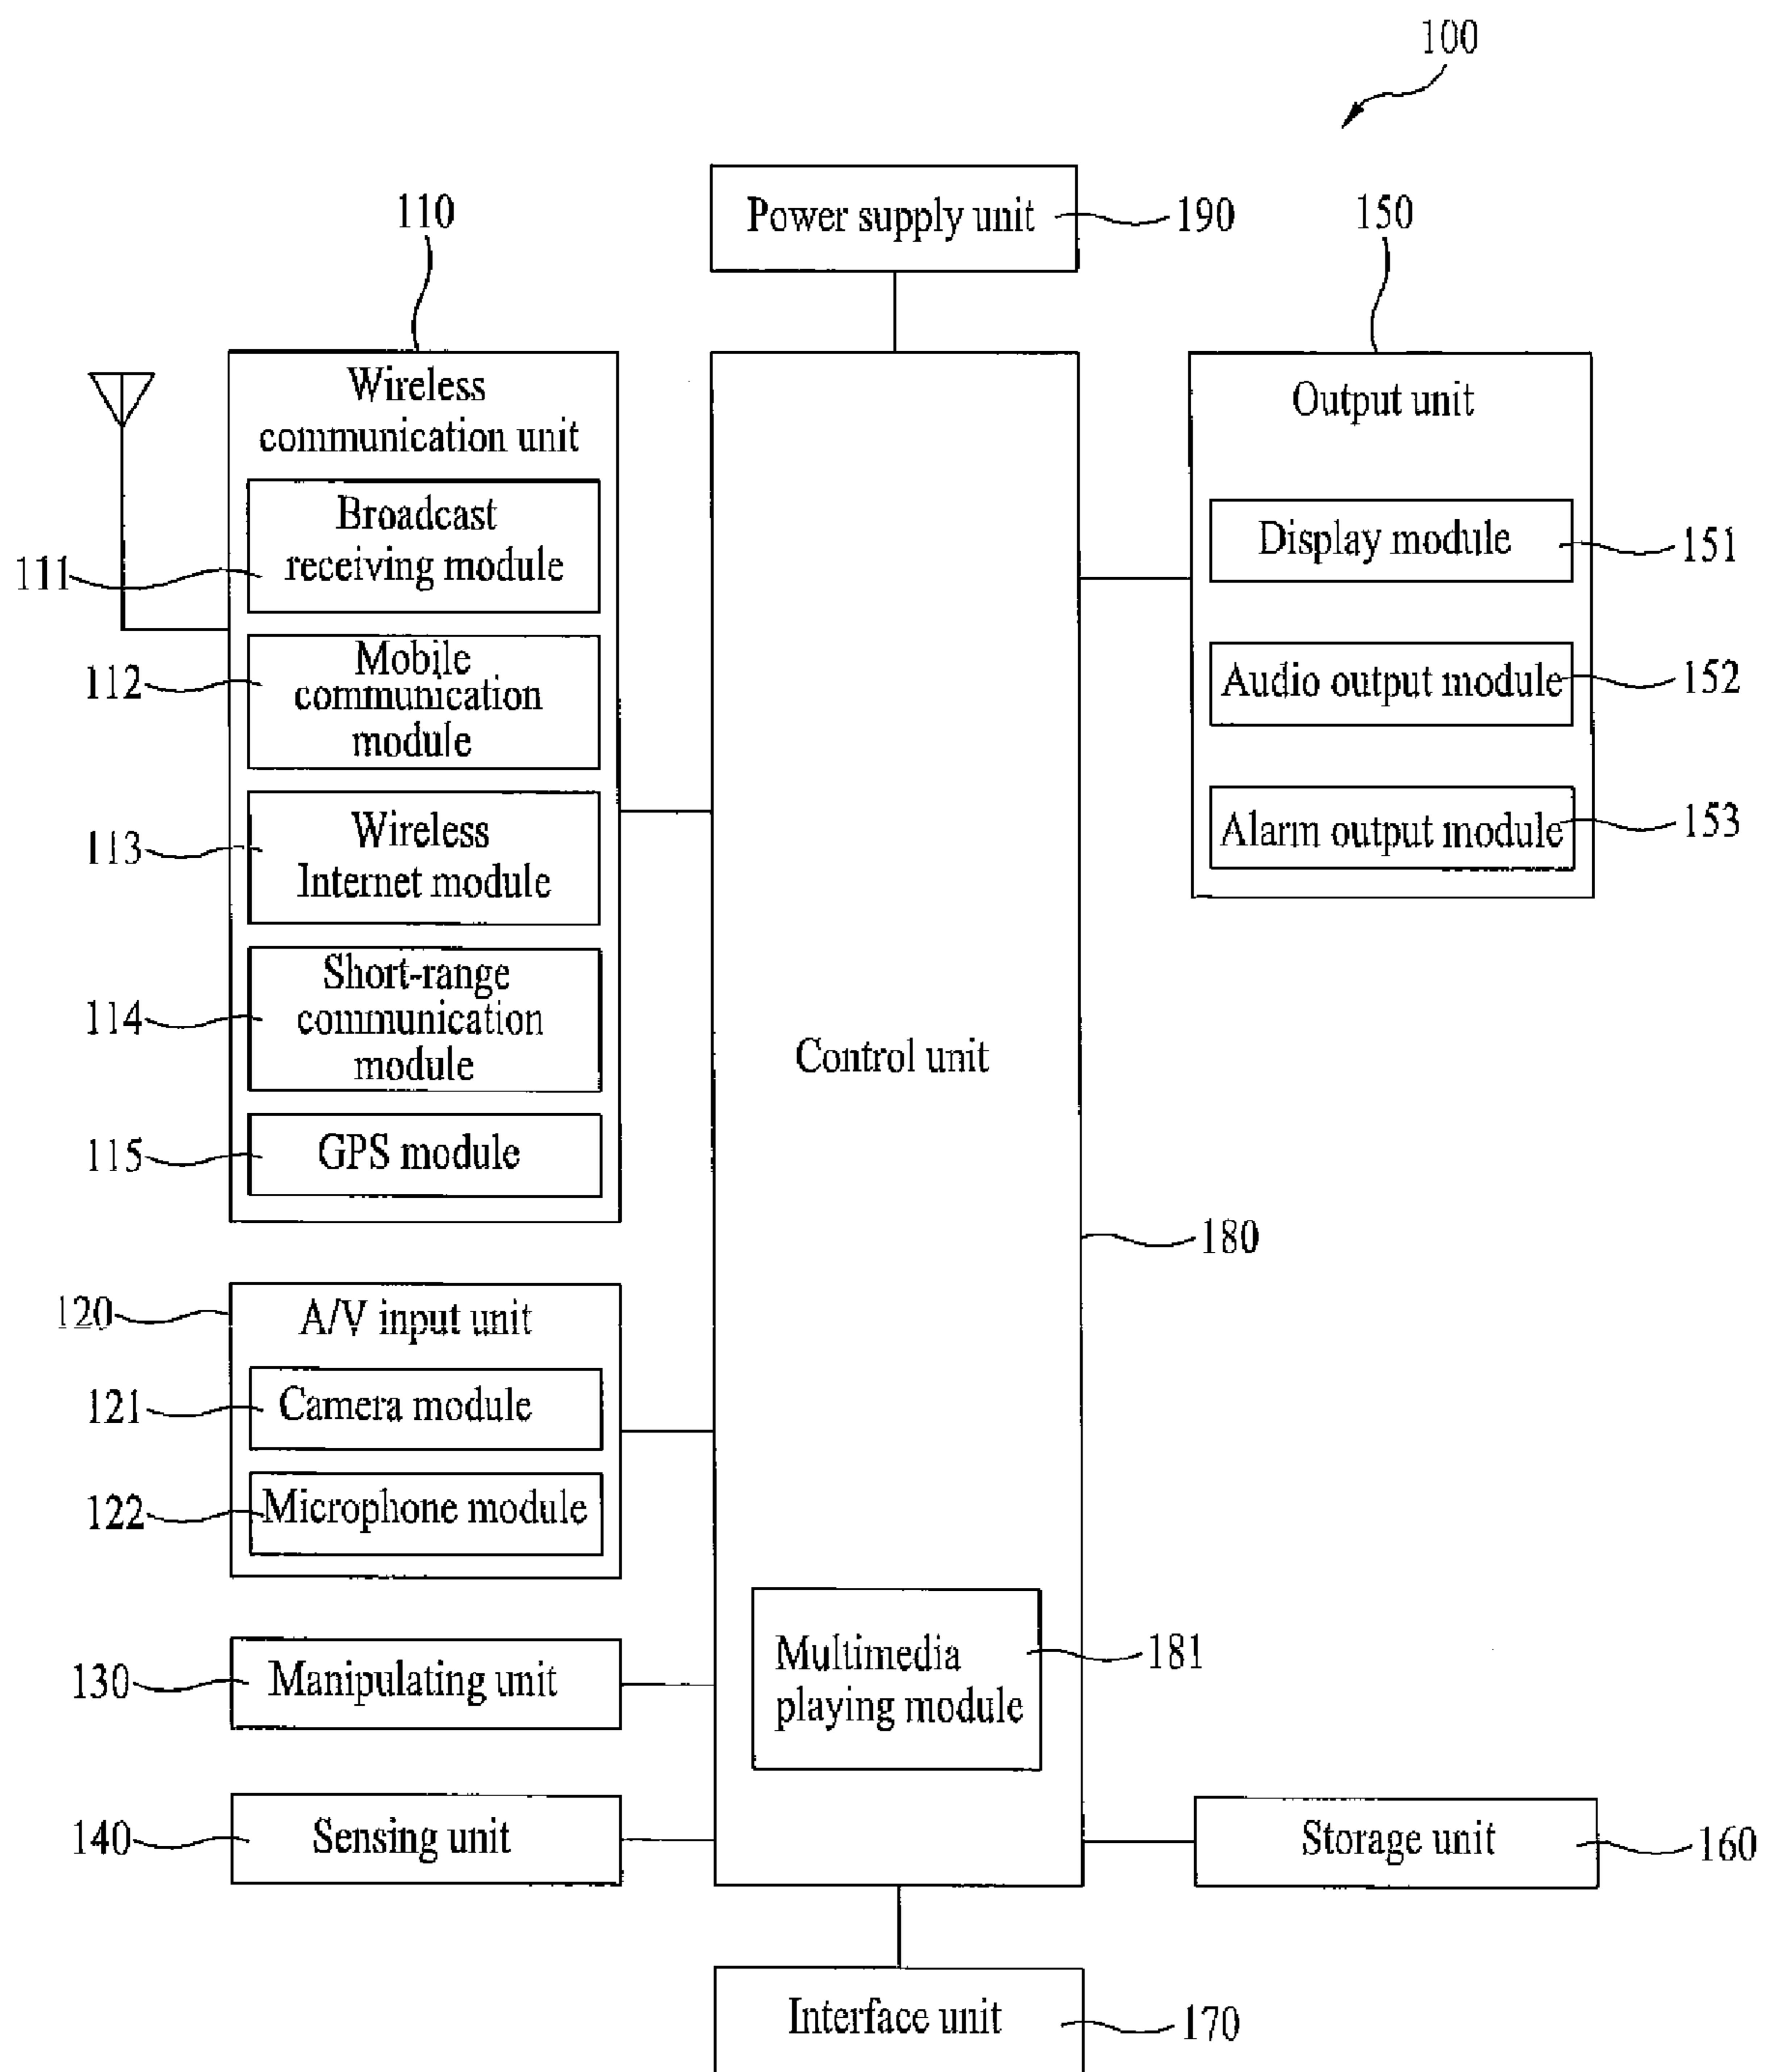 100
Power supply unit
190
110
150
Wireless
communication unit
Broadcast
receiving module
111
Mobile
communication
module
112
Wireless
Internet module
113
Short-range
communication
module
114
GPS module
115
Output unit
Display module
151
Audio output module
152
Alarm output module
153
Control unit
180
120
A/V input unit
Camera module
121
Microphone module
122
Multimedia
playing module
181
130
Manipulating unit
140
Sensing unit
Storage unit
160
Interface unit
170